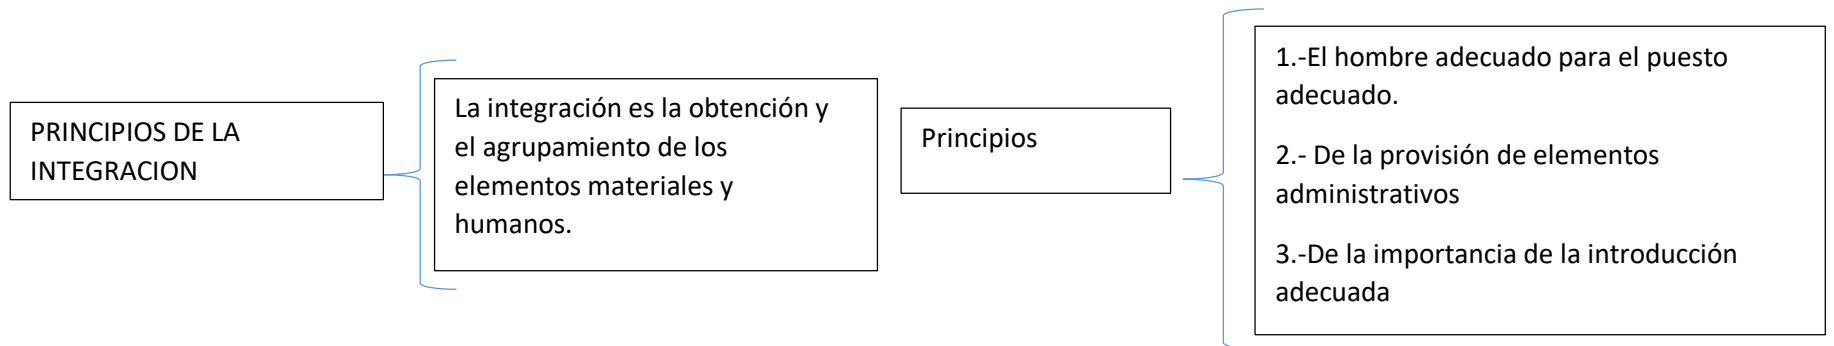 PRINCIPIOS DE LA
INTEGRACION
La integración es la obtención y
el agrupamiento de los
elementos materiales y
humanos.
Principios
1.-El hombre adecuado para el puesto
adecuado.
2.- De la provisión de elementos
administrativos
3.-De la importancia de la introducción
adecuada